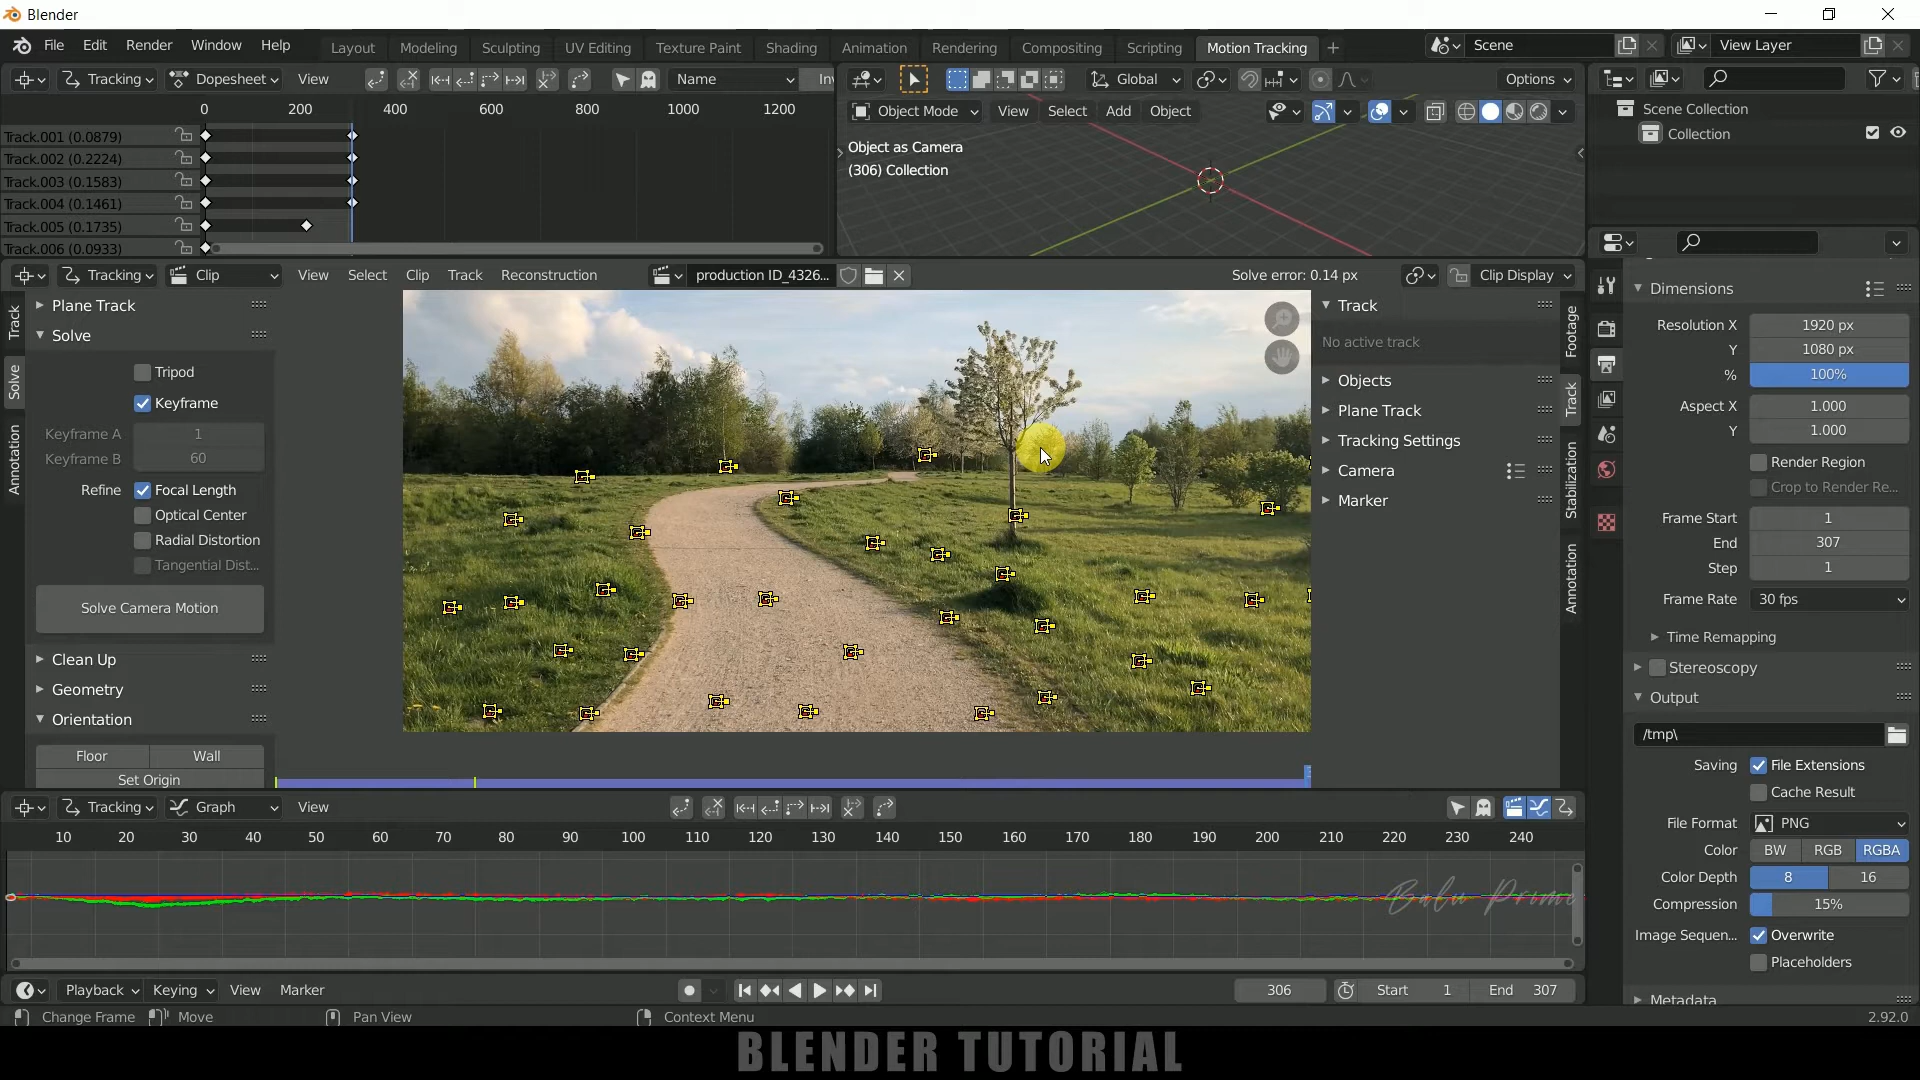 Blender
File Edit Render Window Help Layout Modeling Sculpting UV Editing Texture Paint Shading Animation Rendering Compositing Scripting Motion Tracking + Scene View Layer
Tracking Dopesheet View Name Inv Global Options
0 200 400 600 800 1000 1200 Object Mode View Select Add Object Scene Collection
Track.001 (0.0879) Collection
Track.002 (0.2224) Object as Camera
Track.003 (0.1583) (306) Collection
Track.004 (0.1461)
Track.005 (0.1735)
Track.006 (0.0933)
Tracking Clip View Select Clip Track Reconstruction production ID_4326... Solve error: 0.14 px Clip Display
Plane Track Track Dimensions
Solve No active track Resolution X 1920 px
Y 1080 px
Tripod Objects % 100%
Keyframe Plane Track Aspect X 1.000
Keyframe A 1 Tracking Settings Y 1.000
Keyframe B 60 Camera Render Region
Refine Focal Length Marker Crop to Render Re...
Optical Center Frame Start 1
Radial Distortion End 307
Tangential Dist... Step 1
Solve Camera Motion Frame Rate 30 fps
Time Remapping
Clean Up Stereoscopy
Geometry Output
Orientation /tmp\
Floor Wall Saving File Extensions
Set Origin Cache Result
Track Solve Annotation
Footage Track Stabilization Annotation
Tracking Graph View File Format PNG
10 20 30 40 50 60 70 80 90 100 110 120 130 140 150 160 170 180 190 200 210 220 230 240
Color BW RGB RGBA
Color Depth 8 16
Balu Prime Compression 15%
Image Sequen... Overwrite
Placeholders
Playback Keying View Marker 306 Start 1 End 307 Metadata
Change Frame Move Pan View Context Menu 2.92.0
BLENDER TUTORIAL